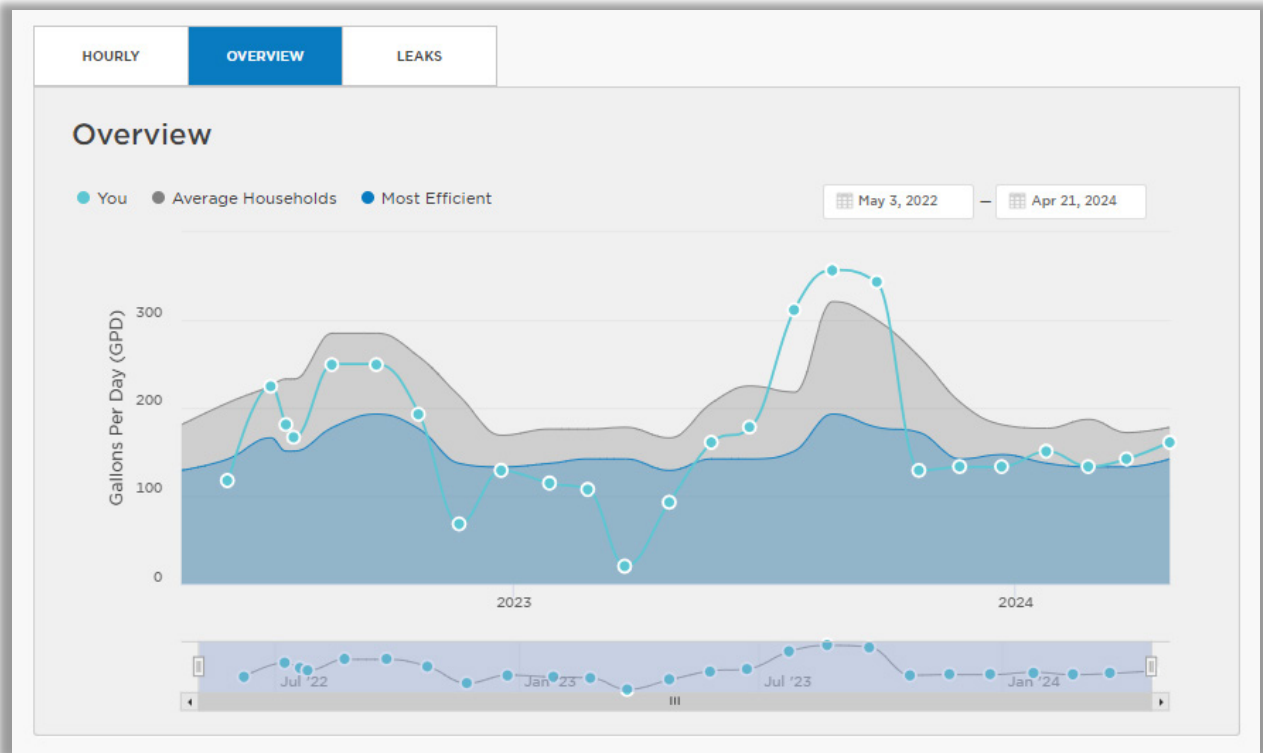 HOURLY
OVERVIEW
LEAKS
Overview
You
Average Households
Most Efficient
May 3, 2022 – Apr 21, 2024
Gallons Per Day (GPD)
300
200
100
0
2023
2024
Jul '22
Jan '23
Jul '23
Jan '24